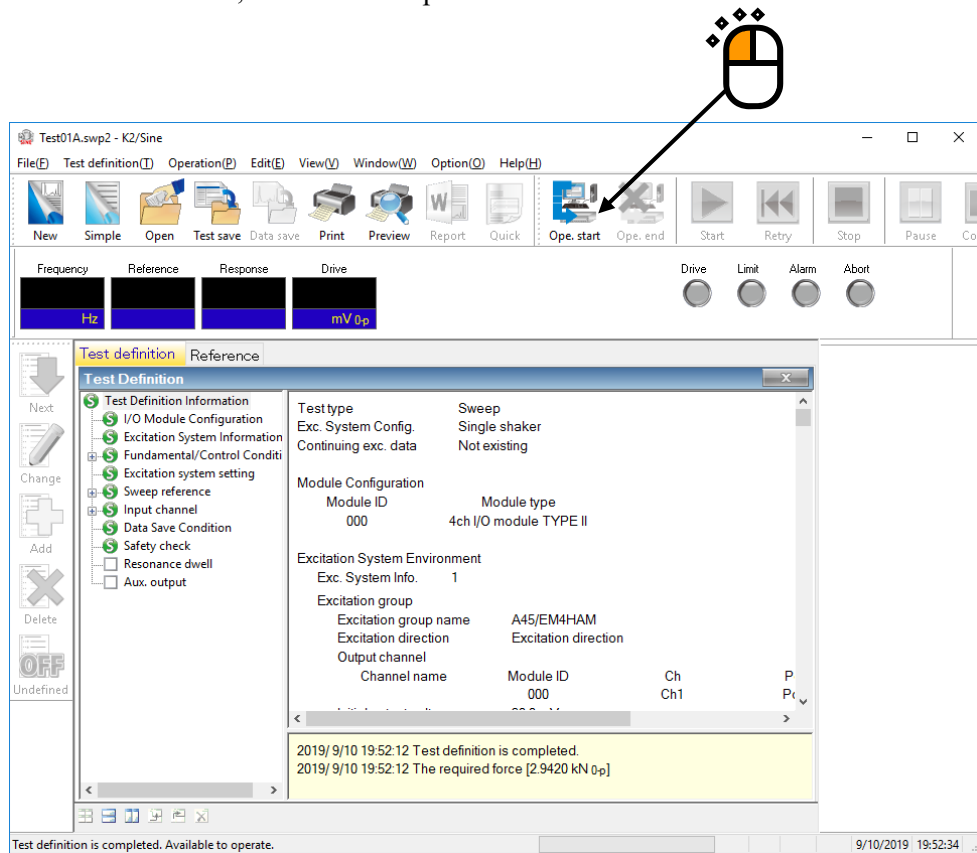 Test01A.swp2 - K2/Sine
File(F) Test definition(T) Operation(P) Edit(E) View(V) Window(W) Option(O) Help(H)
New Simple Open Test save Data save Print Preview Report Quick Ope. start Ope. end Start Retry Stop Pause Co
Frequency Reference Response Drive Drive Limit Alarm Abort
Hz mV 0-p
Test definition Reference
Test Definition
Next
Change
Add
Delete
OFF
Undefined
Test Definition Information
I/O Module Configuration
Excitation System Information
Fundamental/Control Conditi
Excitation system setting
Sweep reference
Input channel
Data Save Condition
Safety check
Resonance dwell
Aux. output
Test type Sweep
Exc. System Config. Single shaker
Continuing exc. data Not existing
Module Configuration
Module ID Module type
000 4ch I/O module TYPE II
Excitation System Environment
Exc. System Info. 1
Excitation group
Excitation group name A45/EM4HAM
Excitation direction Excitation direction
Output channel
Channel name Module ID Ch P
000 Ch1 Po
2019/ 9/10 19:52:12 Test definition is completed.
2019/ 9/10 19:52:12 The required force [2.9420 kN 0-p]
Test definition is completed. Available to operate. 9/10/2019 19:52:34